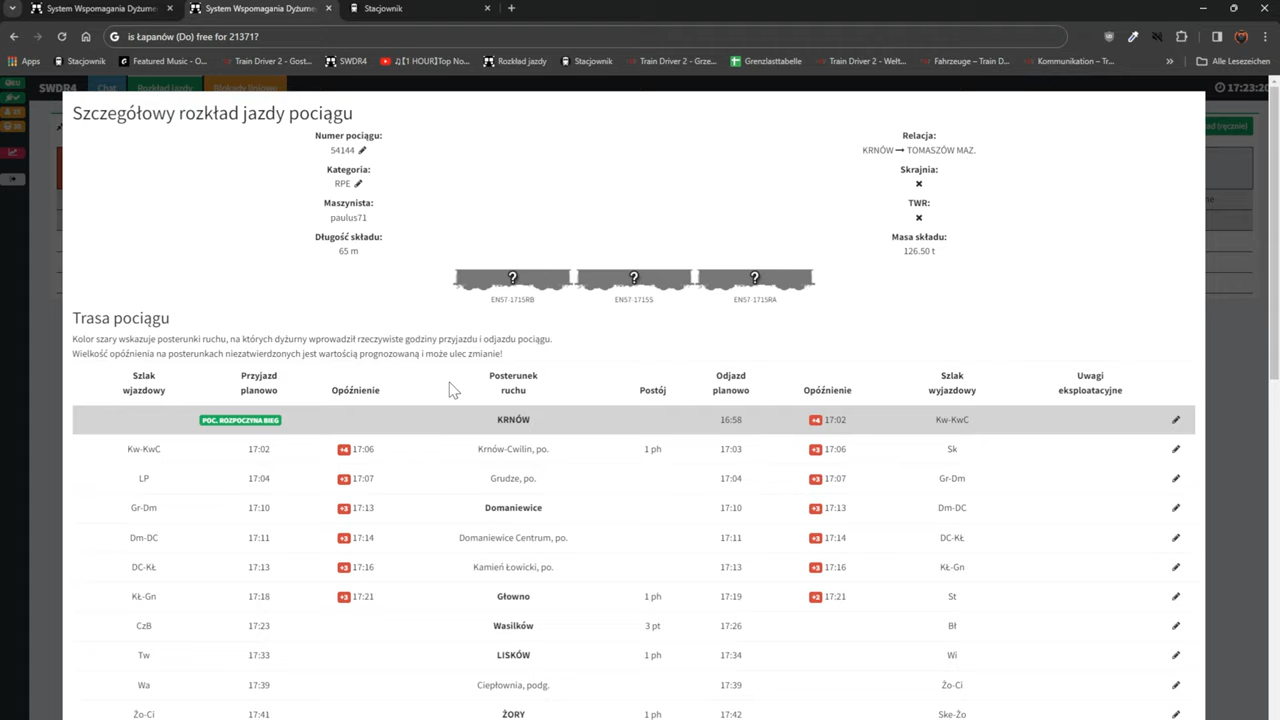 System Wspomagania Dyżurne
System Wspomagania Dyżurne
Stacjownik
is Łapanów (Do) free for 21371?
Apps
Stacjownik
Featured Music - O...
Train Driver 2 - Gost...
SWDR4
♫【1 HOUR】Top No...
Rozkład jazdy
Stacjownik
Train Driver 2 - Grze...
Grenzlasttabelle
Train Driver 2 - Welt...
Fahrzeuge – Train D...
Kommunikation – Tr...
Alle Lesezeichen
SWDR4 Chat Rozkład jazdy Blokady liniowe 17:23:20
Szczegółowy rozkład jazdy pociągu
Numer pociągu: Relacja:
54144 KRNÓW → TOMASZÓW MAZ.
Kategoria: Skrajnia:
RPE
Maszynista: TWR:
paulus71
Długość składu: Masa składu:
65 m 126.50 t
? ? ?
EN57-1715RB EN57-1715S EN57-1715RA
Trasa pociągu
Kolor szary wskazuje posterunki ruchu, na których dyżurny wprowadził rzeczywiste godziny przyjazdu i odjazdu pociągu.
Wielkość opóźnienia na posterunkach niezatwierdzonych jest wartością prognozowaną i może ulec zmianie!
Szlak Przyjazd Posterunek Odjazd Szlak Uwagi
wjazdowy planowo Opóźnienie ruchu Postój planowo Opóźnienie wyjazdowy eksploatacyjne
POC. ROZPOCZYNA BIEG KRNÓW 16:58 +4 17:02 Kw-KwC
Kw-KwC 17:02 +4 17:06 Krnów-Cwilin, po. 1 ph 17:03 +3 17:06 Sk
LP 17:04 +3 17:07 Grudze, po. 17:04 +3 17:07 Gr-Dm
Gr-Dm 17:10 +3 17:13 Domaniewice 17:10 +3 17:13 Dm-DC
Dm-DC 17:11 +3 17:14 Domaniewice Centrum, po. 17:11 +3 17:14 DC-KŁ
DC-KŁ 17:13 +3 17:16 Kamień Łowicki, po. 17:13 +3 17:16 KŁ-Gn
KŁ-Gn 17:18 +3 17:21 Głowno 1 ph 17:19 +2 17:21 St
CzB 17:23 Wasilków 3 pt 17:26 Bł
Tw 17:33 LISKÓW 1 ph 17:34 Wi
Wa 17:39 Ciepłownia, podg. 17:39 Żo-Ci
Żo-Ci 17:41 ŻORY 1 ph 17:42 Ske-Żo